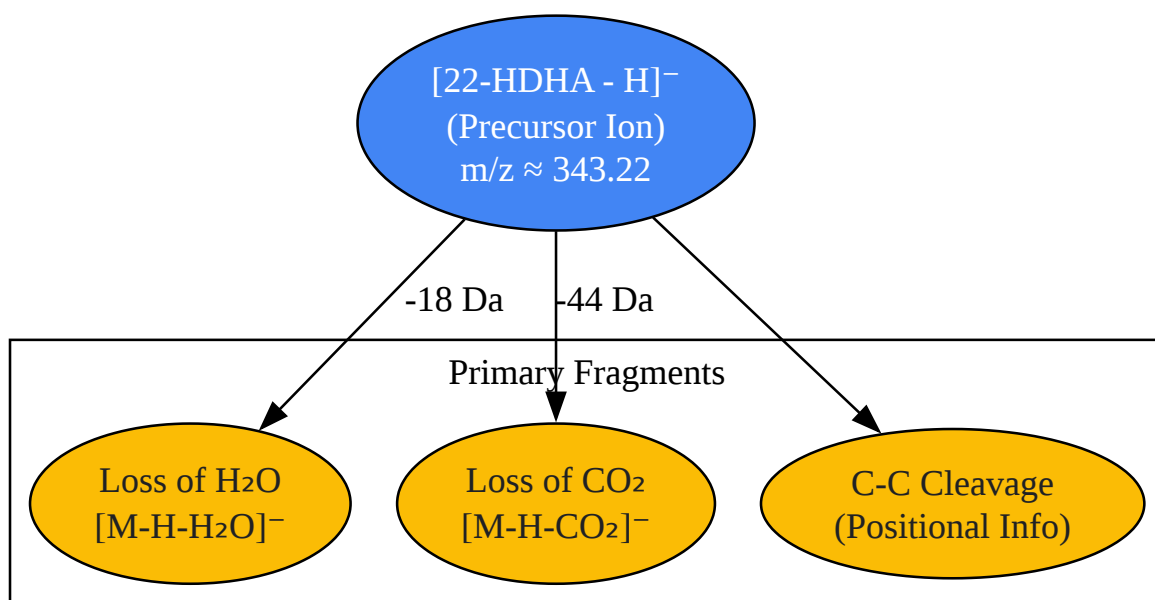 [22-HDHA - H]⁻
(Precursor Ion)
m/z ≈ 343.22
-18 Da
-44 Da
Primary Fragments
Loss of H₂O
[M-H-H₂O]⁻
Loss of CO₂
[M-H-CO₂]⁻
C-C Cleavage
(Positional Info)